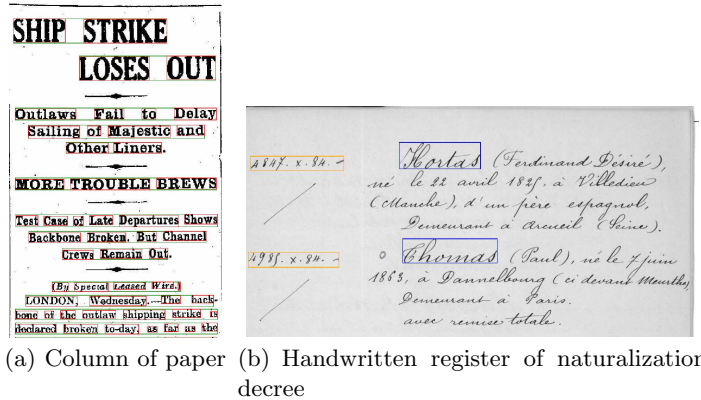 SHIP STRIKE
LOSES OUT
Outlaws Fail to Delay
Sailing of Majestic and
Other Liners.
MORE TROUBLE BREWS
Test Case of Late Departures Shows
Backbone Broken, But Channel
Crews Remain Out.
(By Special Leased Wire.)
LONDON, Wednesday.—The back-
bone of the outlaw shipping strike is
declared broken to-day, as far as the
4847. x. 84. -
Hortas (Ferdinand Désiré),
né le 22 avril 1825, à Villedieu
(Manche), d'un père espagnol,
Demeurant à Arcueil (Seine).
4985. x. 84. -
Thomas (Paul), né le 7 juin
1863, à Dannelbourg (ci devant Meurthe)
Demeurant à Paris.
avec remise totale.
(a) Column of paper
(b) Handwritten register of naturalization
decree